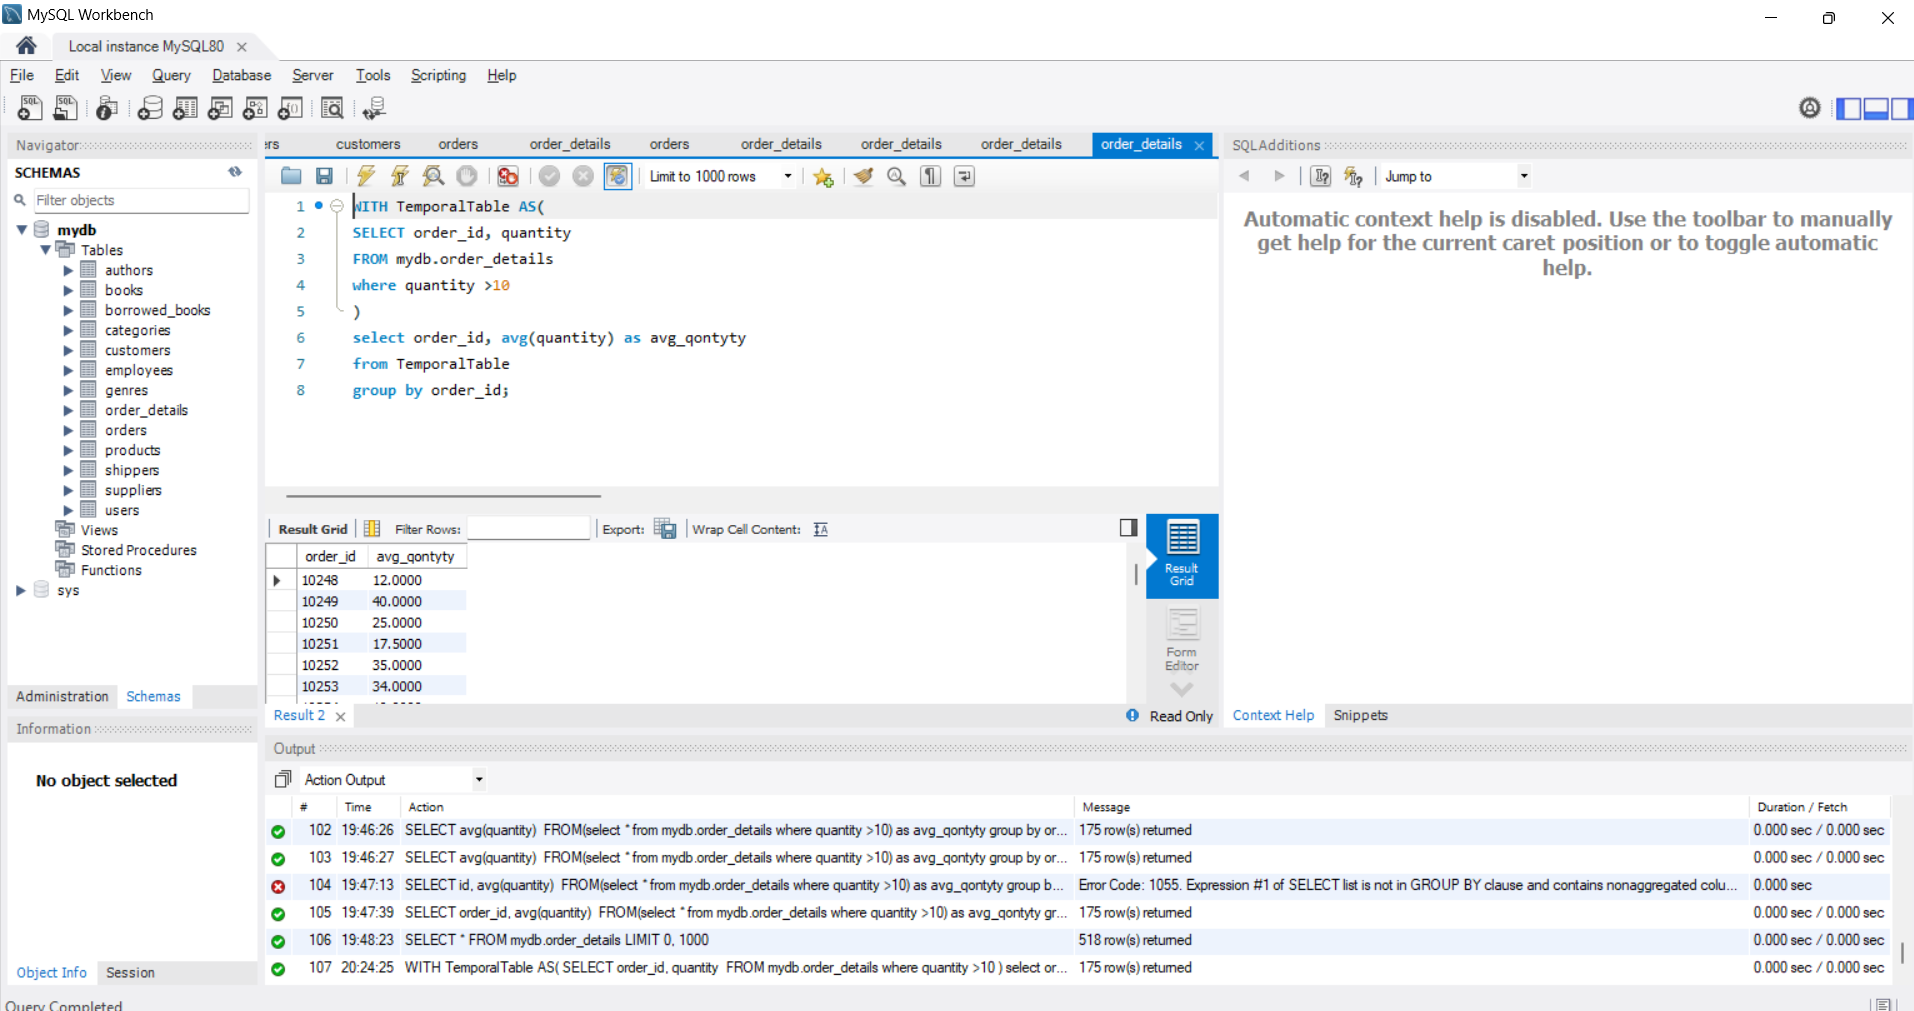 MySQL Workbench
Local instance MySQL80
File Edit View Query Database Server Tools Scripting Help
Navigator
SCHEMAS
Filter objects
mydb
Tables
authors
books
borrowed_books
categories
customers
employees
genres
order_details
orders
products
shippers
suppliers
users
Views
Stored Procedures
Functions
sys
Administration Schemas
Information
No object selected
Object Info Session
Query Completed
ers customers orders order_details orders order_details order_details order_details order_details
Limit to 1000 rows
1 WITH TemporalTable AS(
2 SELECT order_id, quantity
3 FROM mydb.order_details
4 where quantity >10
5 )
6 select order_id, avg(quantity) as avg_qontyty
7 from TemporalTable
8 group by order_id;
Result Grid Filter Rows: Export: Wrap Cell Content:
order_id avg_qontyty
10248 12.0000
10249 40.0000
10250 25.0000
10251 17.5000
10252 35.0000
10253 34.0000
Result Grid
Form Editor
Result 2 Read Only
SQLAdditions
Jump to
Automatic context help is disabled. Use the toolbar to manually
get help for the current caret position or to toggle automatic
help.
Context Help Snippets
Output
Action Output
# Time Action Message Duration / Fetch
102 19:46:26 SELECT avg(quantity) FROM(select * from mydb.order_details where quantity >10) as avg_qontyty group by or... 175 row(s) returned 0.000 sec / 0.000 sec
103 19:46:27 SELECT avg(quantity) FROM(select * from mydb.order_details where quantity >10) as avg_qontyty group by or... 175 row(s) returned 0.000 sec / 0.000 sec
104 19:47:13 SELECT id, avg(quantity) FROM(select * from mydb.order_details where quantity >10) as avg_qontyty group b... Error Code: 1055. Expression #1 of SELECT list is not in GROUP BY clause and contains nonaggregated colu... 0.000 sec
105 19:47:39 SELECT order_id, avg(quantity) FROM(select * from mydb.order_details where quantity >10) as avg_qontyty gr... 175 row(s) returned 0.000 sec / 0.000 sec
106 19:48:23 SELECT * FROM mydb.order_details LIMIT 0, 1000 518 row(s) returned 0.000 sec / 0.000 sec
107 20:24:25 WITH TemporalTable AS( SELECT order_id, quantity FROM mydb.order_details where quantity >10 ) select or... 175 row(s) returned 0.000 sec / 0.000 sec